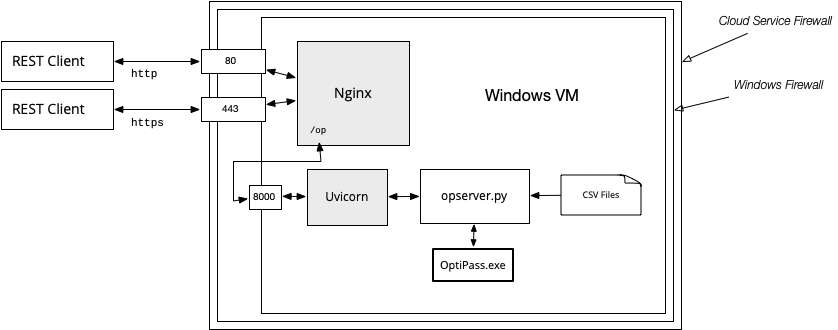 Cloud Service Firewall
REST Client
http
80
Nginx
Windows VM
Windows Firewall
REST Client
https
443
/op
8000
Uvicorn
opserver.py
CSV Files
OptiPass.exe